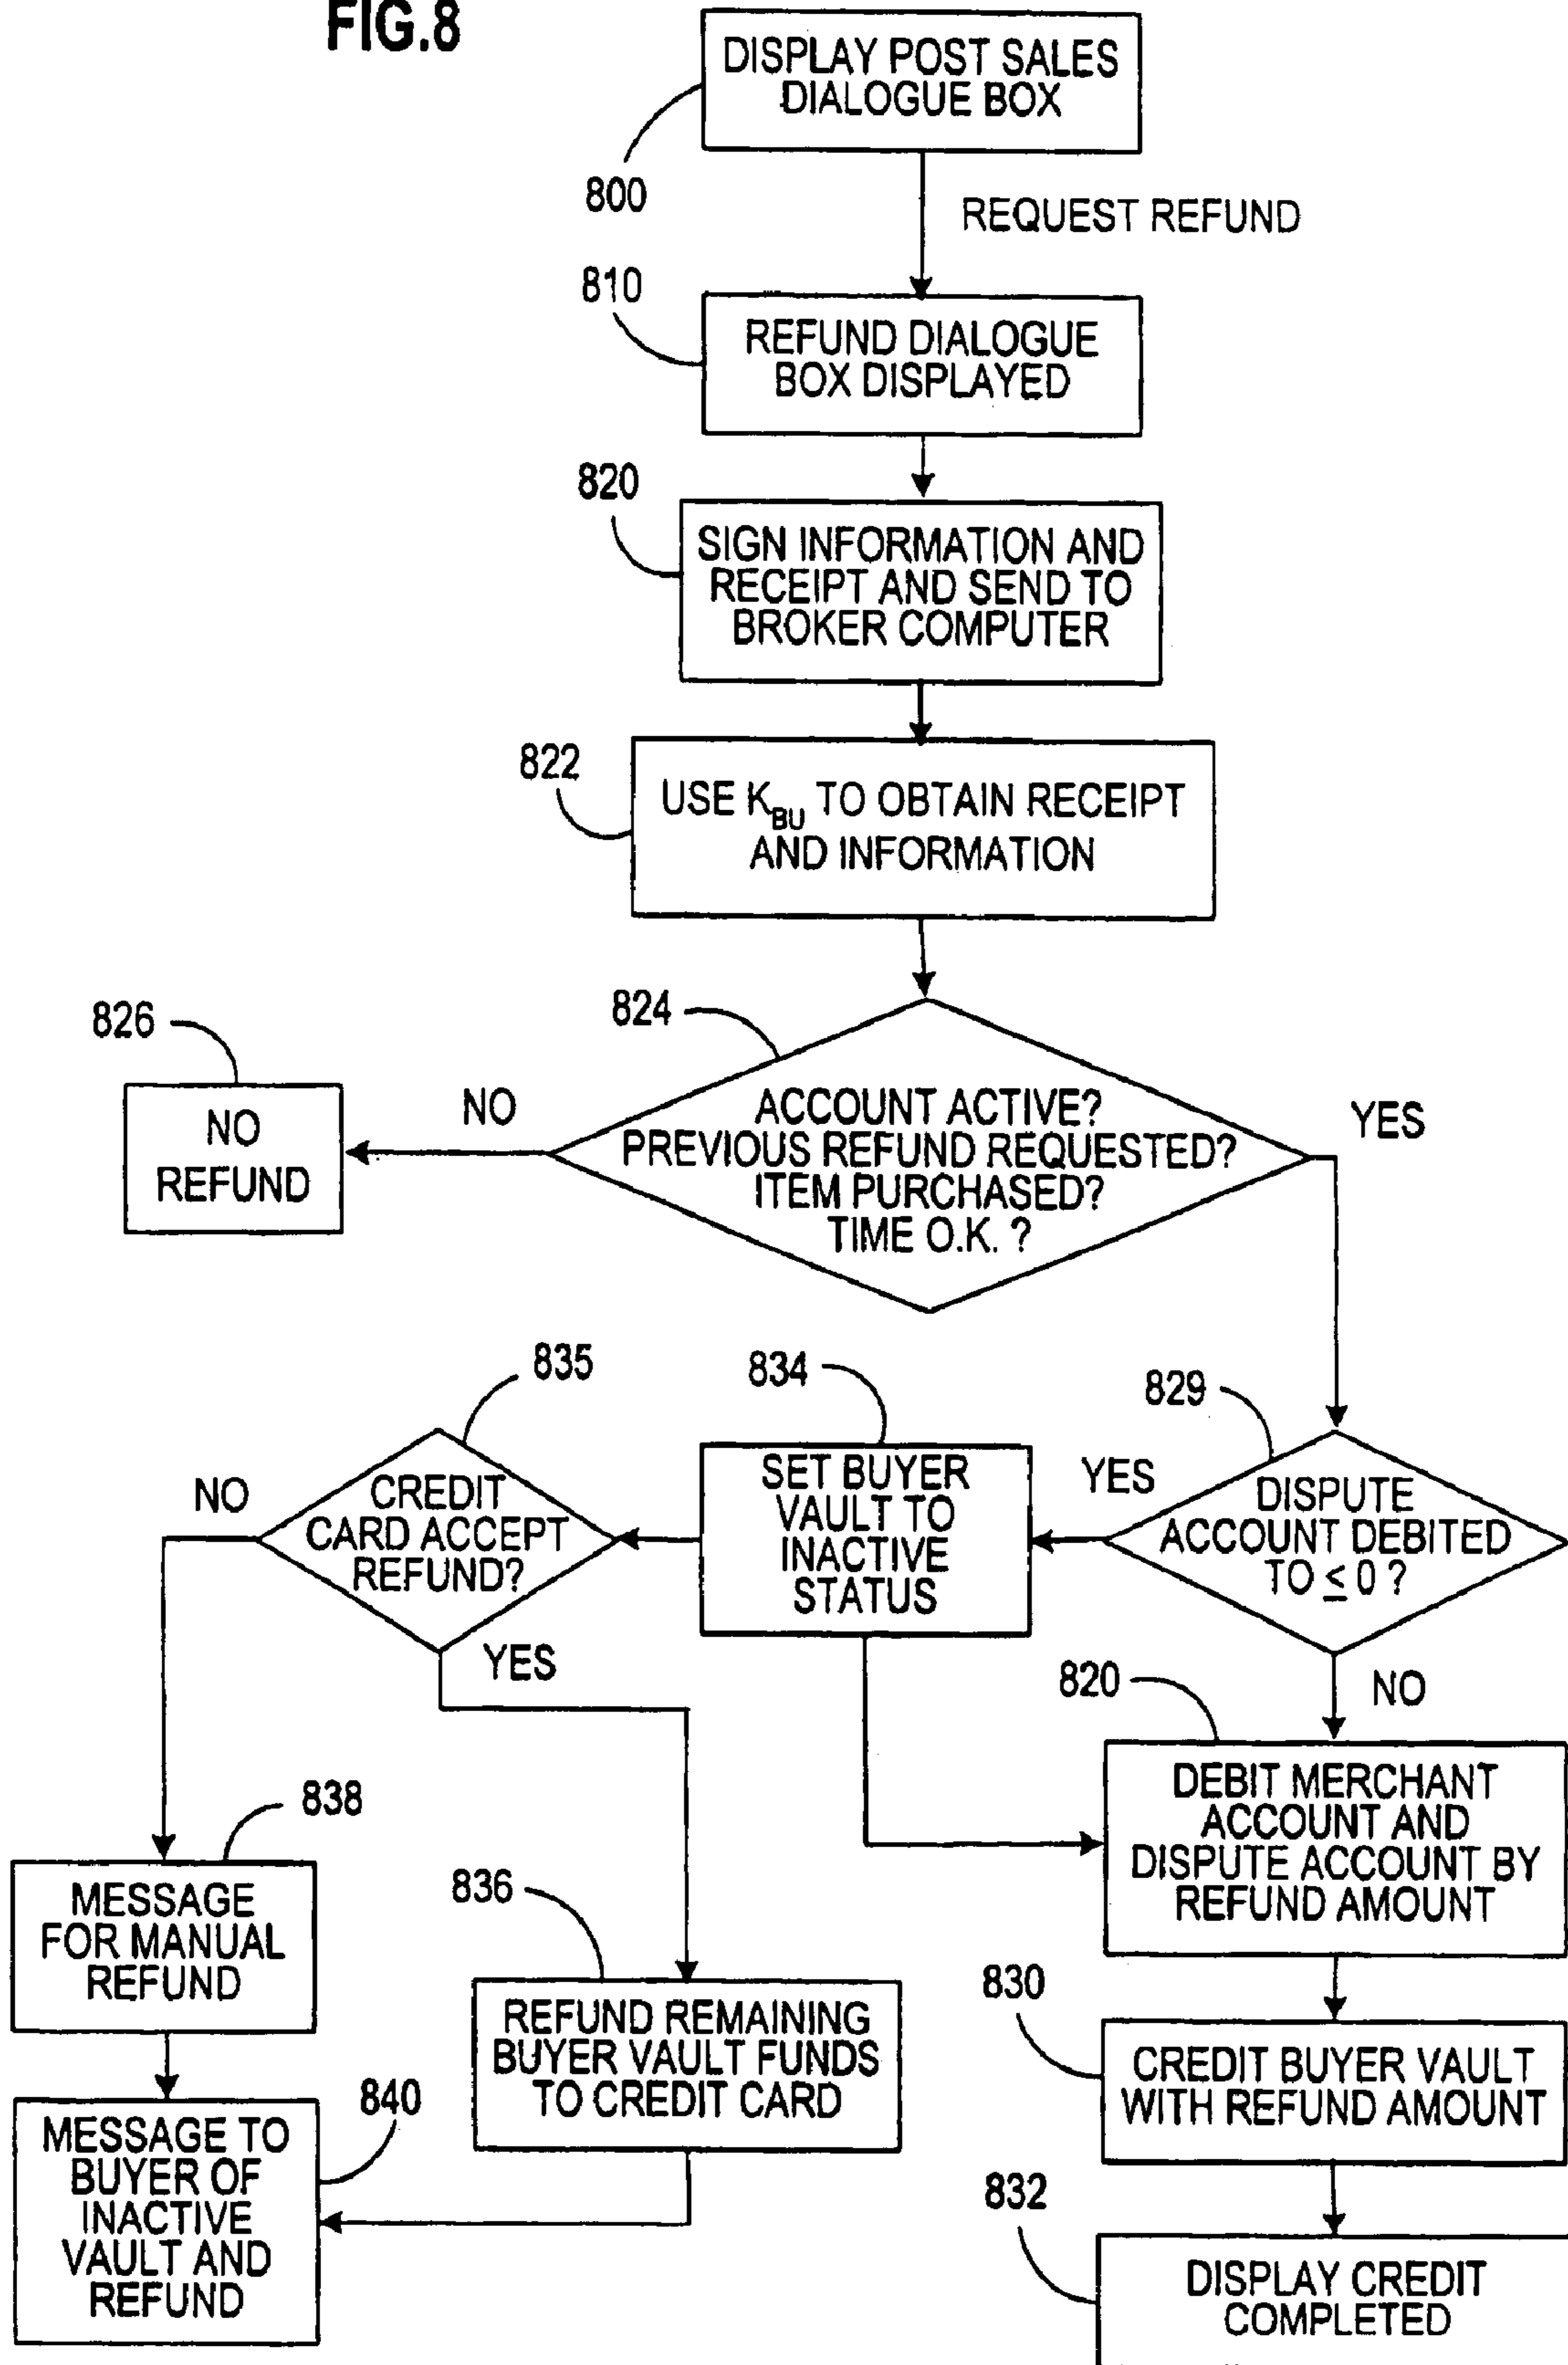 FIG.8
DISPLAY POST SALES
DIALOGUE BOX
800
REQUEST REFUND
810
REFUND DIALOGUE
BOX DISPLAYED
820
SIGN INFORMATION AND
RECEIPT AND SEND TO
BROKER COMPUTER
822
USE K_BU TO OBTAIN RECEIPT
AND INFORMATION
824
ACCOUNT ACTIVE?
PREVIOUS REFUND REQUESTED?
ITEM PURCHASED?
TIME O.K. ?
NO
YES
826
NO
REFUND
829
DISPUTE
ACCOUNT DEBITED
TO ≤ 0 ?
YES
NO
834
SET BUYER
VAULT TO
INACTIVE
STATUS
835
CREDIT
CARD ACCEPT
REFUND?
NO
YES
820
DEBIT MERCHANT
ACCOUNT AND
DISPUTE ACCOUNT BY
REFUND AMOUNT
838
MESSAGE
FOR MANUAL
REFUND
836
REFUND REMAINING
BUYER VAULT FUNDS
TO CREDIT CARD
830
CREDIT BUYER VAULT
WITH REFUND AMOUNT
840
MESSAGE TO
BUYER OF
INACTIVE
VAULT AND
REFUND
832
DISPLAY CREDIT
COMPLETED